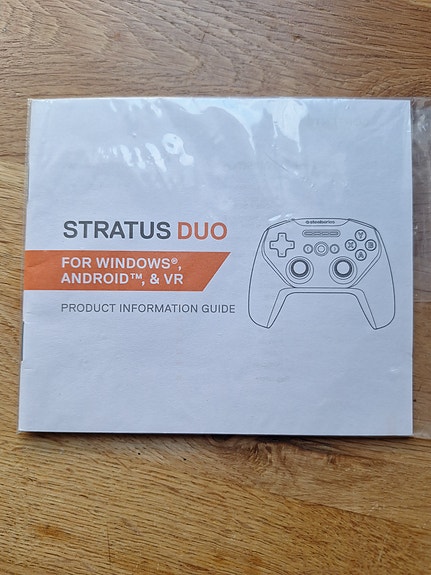 steelseries
STRATUS DUO
FOR WINDOWS®,
ANDROID™, & VR
PRODUCT INFORMATION GUIDE
Y
X B
A